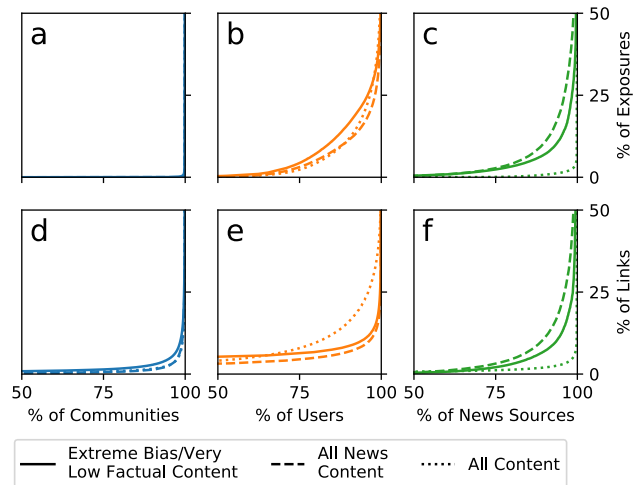 a
b
c
50
25
0
% of Exposures
d
e
f
50
25
0
% of Links
50
75
100
50
75
100
50
75
100
% of Communities
% of Users
% of News Sources
Extreme Bias/Very
Low Factual Content
All News
Content
All Content